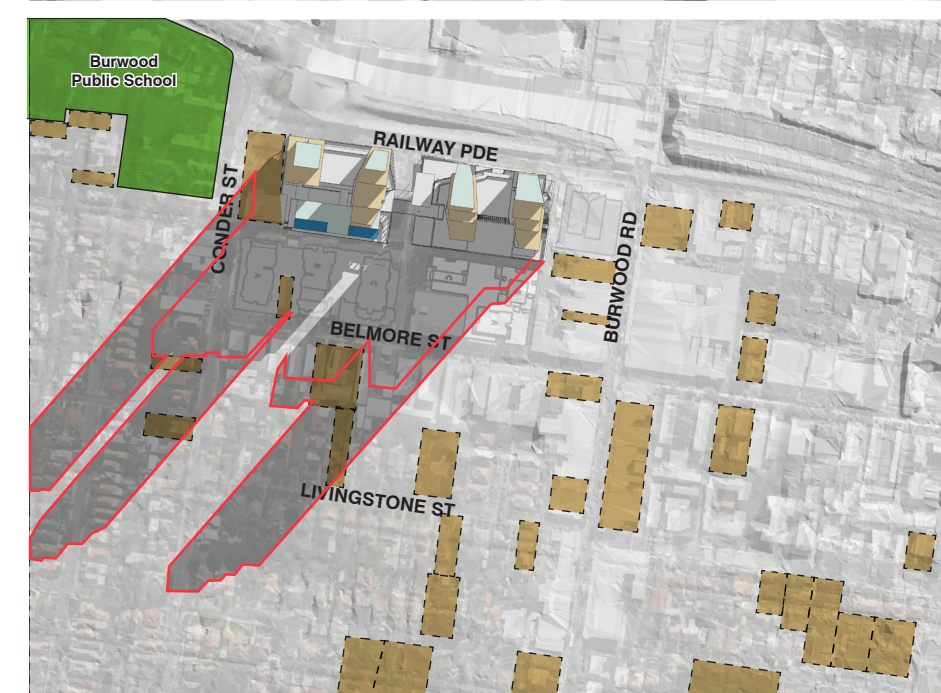 Burwood
Public School
RAILWAY PDE
CONDER ST
BURWOOD RD
BELMORE ST
LIVINGSTONE ST